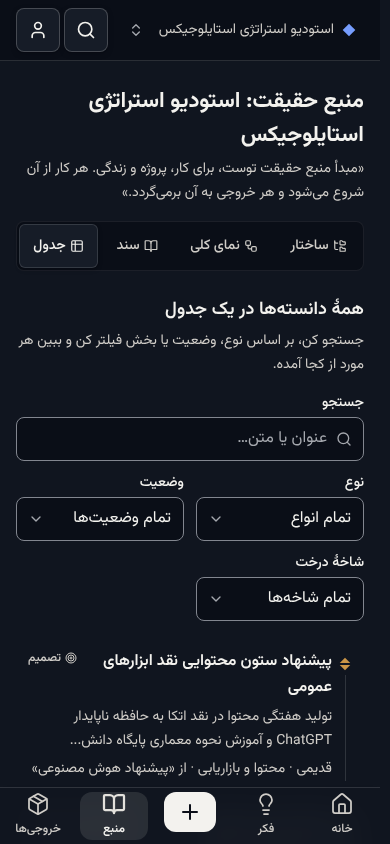 استودیو استراتژی استایلوجیکس
منبع حقیقت: استودیو استراتژی
استایلوجیکس
«مبدأ منبع حقیقت توست، برای کار، پروژه و زندگی. هر کار از آن
شروع می‌شود و هر خروجی به آن برمی‌گردد.»
ساختار
نمای کلی
سند
جدول
همهٔ دانسته‌ها در یک جدول
جستجو کن، بر اساس نوع، وضعیت یا بخش فیلتر کن و ببین هر
مورد از کجا آمده.
جستجو
عنوان یا متن...
نوع
وضعیت
تمام انواع
تمام وضعیت‌ها
شاخهٔ درخت
تمام شاخه‌ها
پیشنهاد ستون محتوایی نقد ابزارهای
عمومی
تصمیم
تولید هفتگی محتوا در نقد اتکا به حافظه ناپایدار
ChatGPT و آموزش نحوه معماری پایگاه دانش...
قدیمی · محتوا و بازاریابی · از «پیشنهاد هوش مصنوعی»
خانه
فکر
منبع
خروجی‌ها